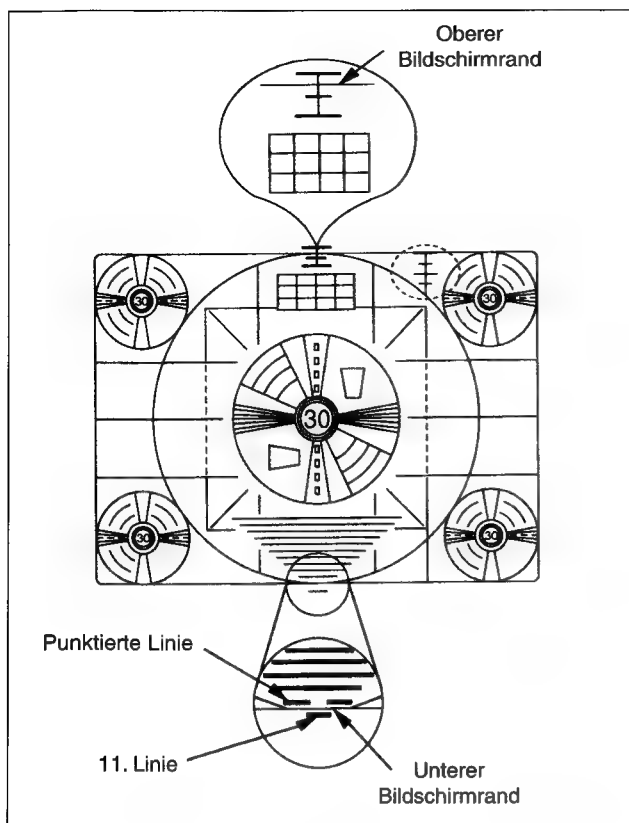 Oberer
Bildschirmrand
30
30
30
30
30
Punktierte Linie
11. Linie
Unterer
Bildschirmrand